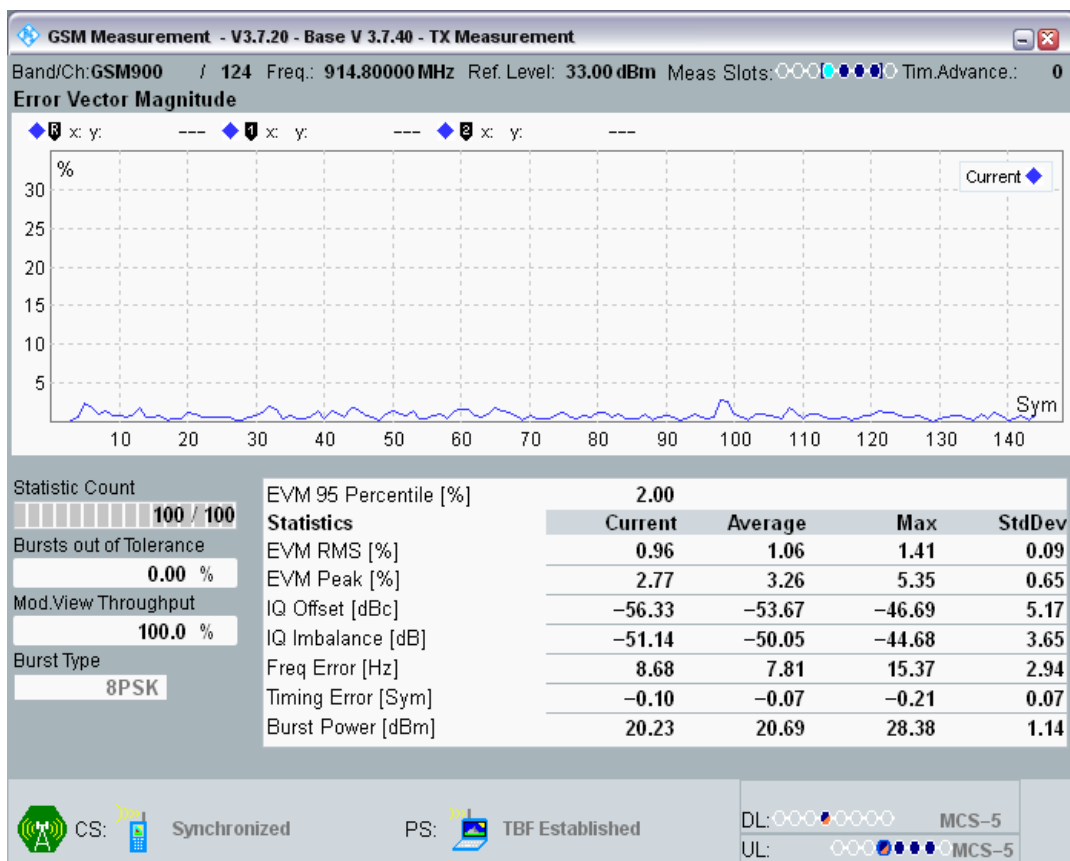 GSM Measurement - V3.7.20 - Base V 3.7.40 - TX Measurement
Band/Ch:GSM900 / 124 Freq.: 914.80000 MHz Ref. Level: 33.00 dBm Meas Slots: Tim.Advance.: 0
Error Vector Magnitude
R x: y: --- 1 x: y: --- 2 x: y: ---
%
Current
30
25
20
15
10
5
Sym
10 20 30 40 50 60 70 80 90 100 110 120 130 140
Statistic Count
100 / 100
Bursts out of Tolerance
0.00 %
Mod.View Throughput
100.0 %
Burst Type
8PSK
EVM 95 Percentile [%] 2.00
Statistics Current Average Max StdDev
EVM RMS [%] 0.96 1.06 1.41 0.09
EVM Peak [%] 2.77 3.26 5.35 0.65
IQ Offset [dBc] −56.33 −53.67 −46.69 5.17
IQ Imbalance [dB] −51.14 −50.05 −44.68 3.65
Freq Error [Hz] 8.68 7.81 15.37 2.94
Timing Error [Sym] −0.10 −0.07 −0.21 0.07
Burst Power [dBm] 20.23 20.69 28.38 1.14
CS: Synchronized PS: TBF Established
DL: MCS−5
UL: MCS−5